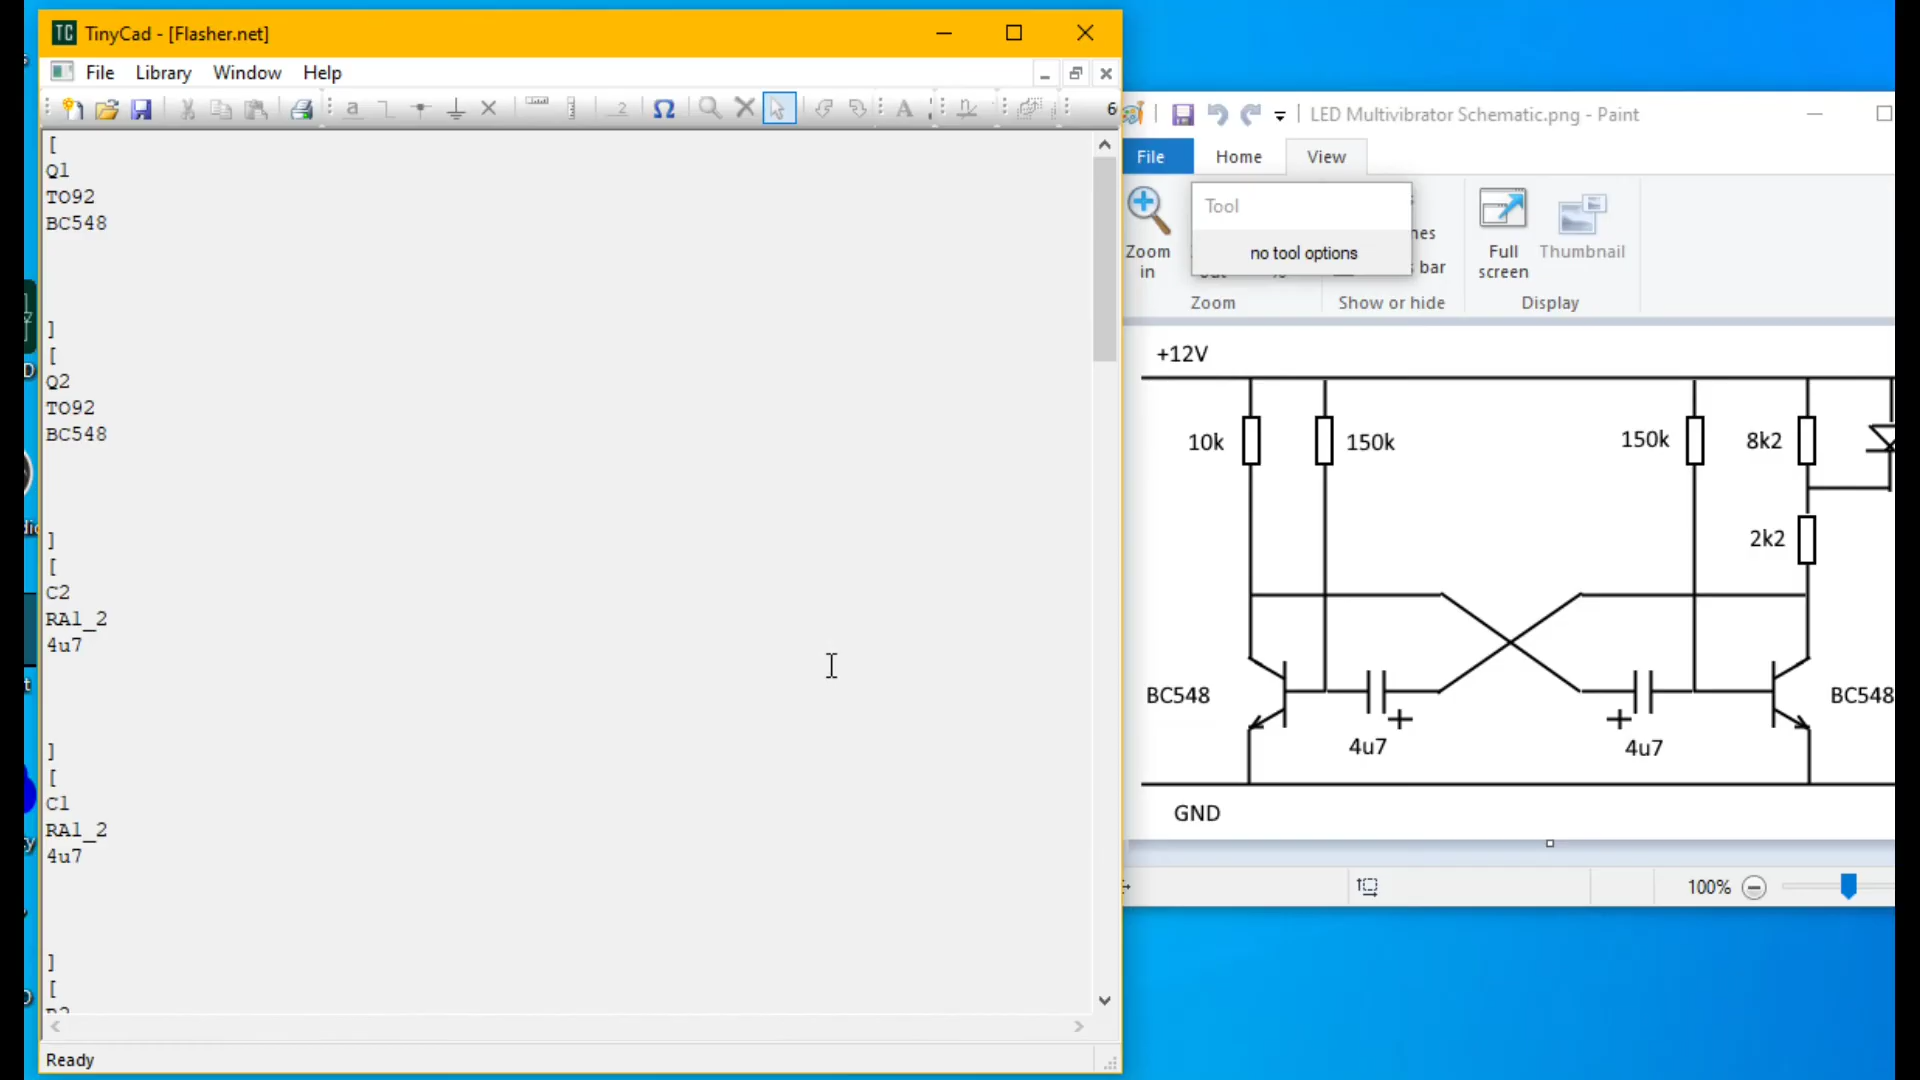 TC TinyCad - [Flasher.net]
File Library Window Help
[
Q1
TO92
BC548
]
[
Q2
TO92
BC548
]
[
C2
RA1_2
4u7
]
[
C1
RA1_2
4u7
]
[
Ready
LED Multivibrator Schematic.png - Paint
File Home View
Tool
no tool options
Zoom in
bar
Full screen
Thumbnail
Zoom
Show or hide
Display
+12V
10k
150k
150k
8k2
2k2
BC548
4u7
4u7
BC548
GND
100%